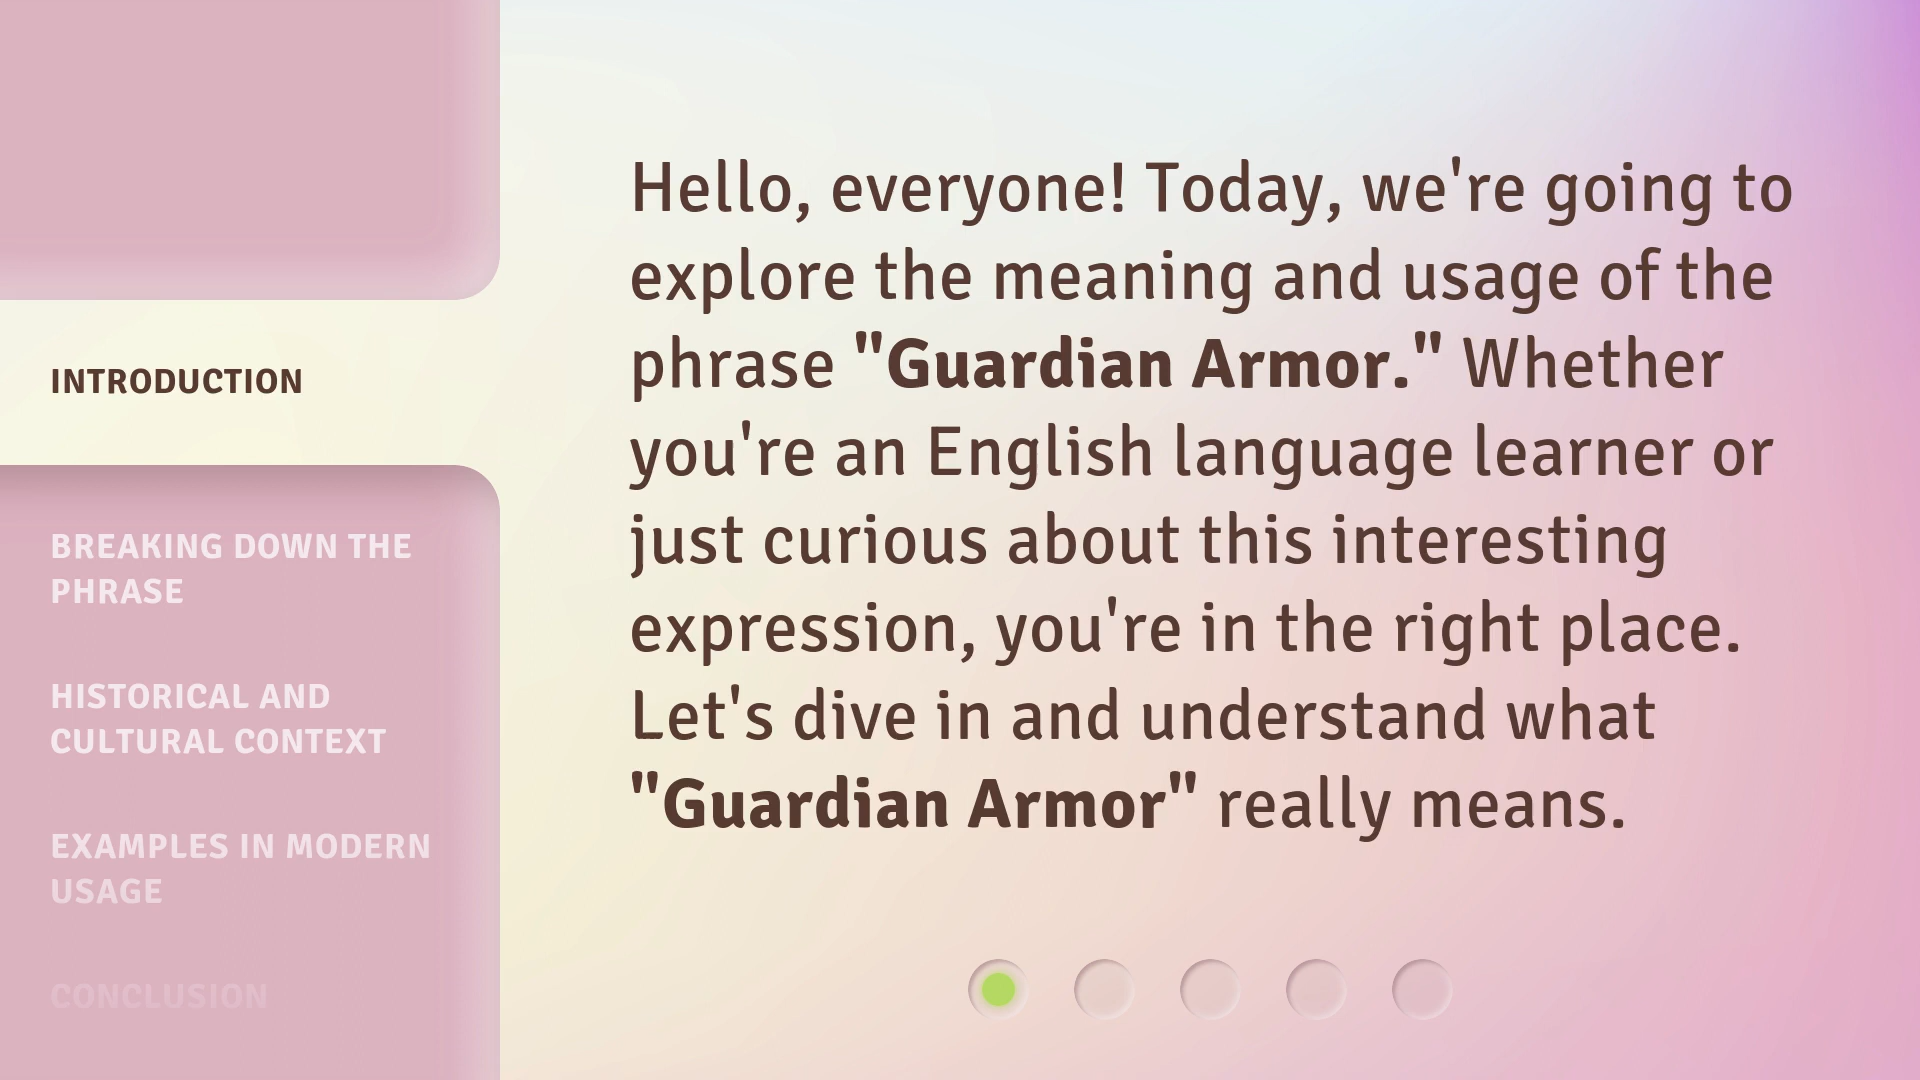 INTRODUCTION
BREAKING DOWN THE
PHRASE
HISTORICAL AND
CULTURAL CONTEXT
EXAMPLES IN MODERN
USAGE
CONCLUSION
Hello, everyone! Today, we're going to
explore the meaning and usage of the
phrase "Guardian Armor." Whether
you're an English language learner or
just curious about this interesting
expression, you're in the right place.
Let's dive in and understand what
"Guardian Armor" really means.